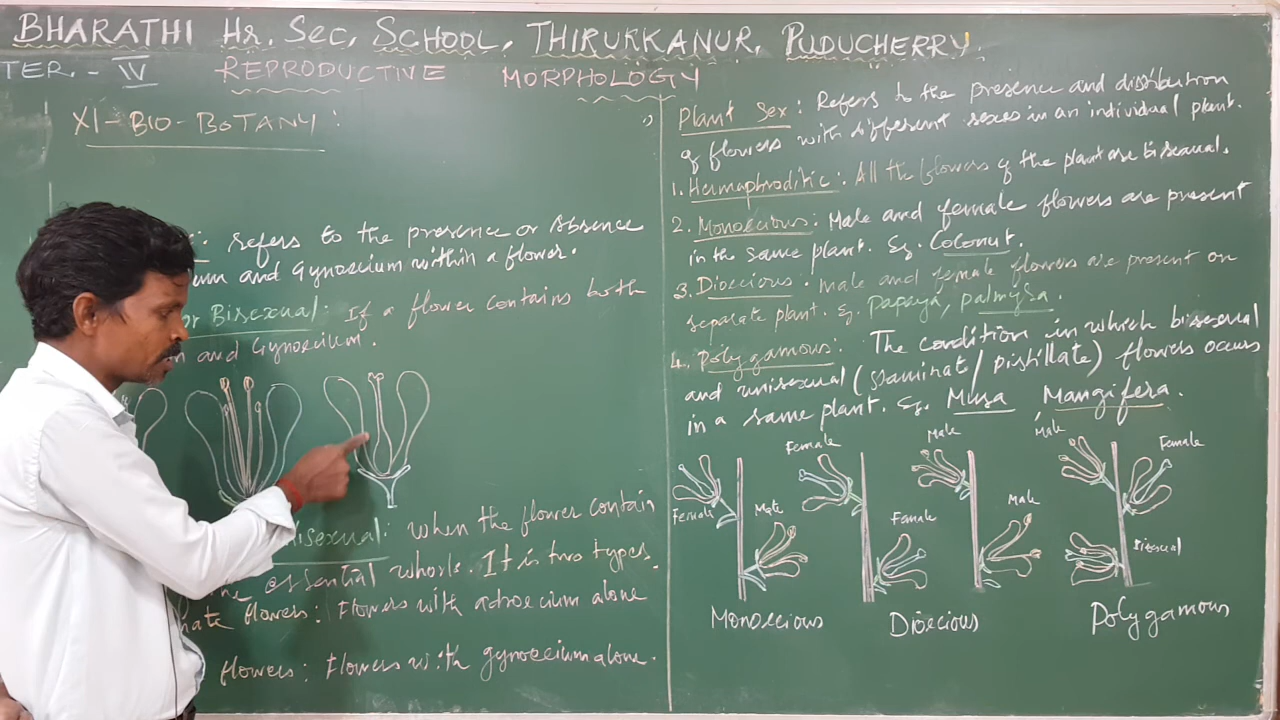 BHARATHI Hr. Sec, SCHOOL, THIRUKKANUR, PUDUCHERRY.
TER. - IV REPRODUCTIVE MORPHOLOGY
XI - BIO - BOTANY :
refers to the presence or absence
um and Gynoecium within a flower.
or Bisexual : If a flower contains both
and Gynoecium.
isexual : When the flower contain
one essential whorls. It is two types.
nate flowers : Flowers with adroecium alone
flowers : Flowers with gynoecium alone.
Plant Sex : Refers to the presence and distribution
of flowers with different sexes in an individual plant.
1. Hermaphroditic : All the flowers of the plant are bisexual.
2. Monoecious : Male and female flowers are present
in the same plant. Eg. Coconut.
3. Dioecious . Male and female flowers are present on
separate plant. Eg. Papaya, palmyra.
4. Polygamous : The condition in which bisexual
and unisexual (Staminate / pistillate) flowers occurs
in a same plant. Eg. Musa Mangifera.
Female Male
Monoecious
Female Female Male Male
Dioecious
Male Female Bisexual
Polygamous